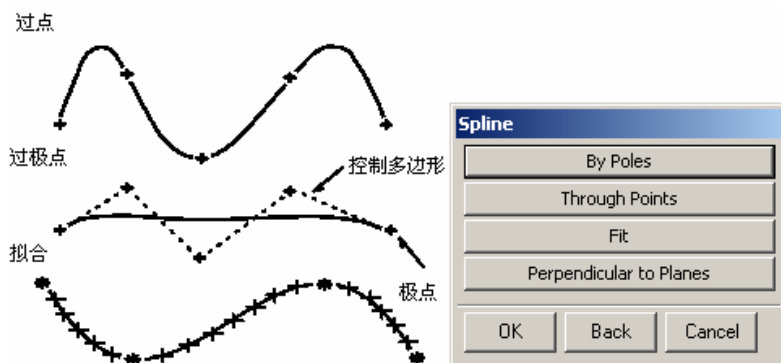 过点
过极点
控制多边形
拟合
极点
Spline
By Poles
Through Points
Fit
Perpendicular to Planes
OK
Back
Cancel